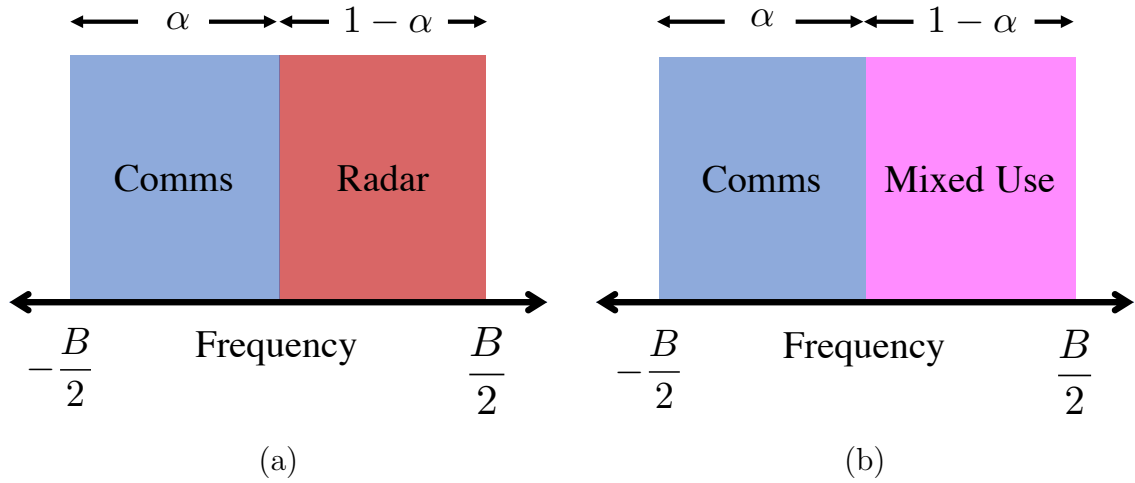 α 1 − α
Comms Radar
Frequency
−B/2 B/2
(a)
α 1 − α
Comms Mixed Use
Frequency
−B/2 B/2
(b)